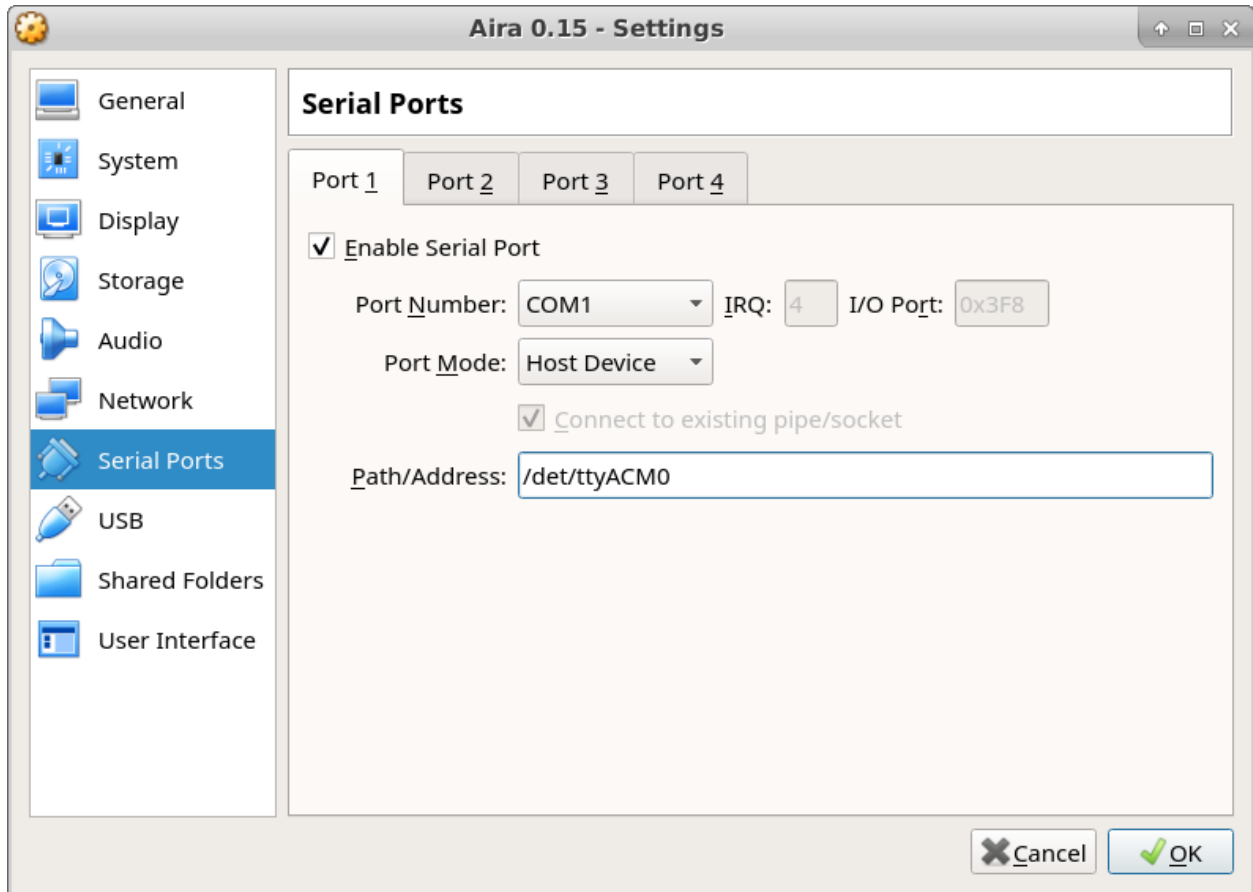 Aira 0.15 - Settings
General
System
Display
Storage
Audio
Network
Serial Ports
USB
Shared Folders
User Interface
Serial Ports
Port 1 Port 2 Port 3 Port 4
Enable Serial Port
Port Number: COM1 IRQ: 4 I/O Port: 0x3F8
Port Mode: Host Device
Connect to existing pipe/socket
Path/Address: /det/ttyACM0
Cancel OK